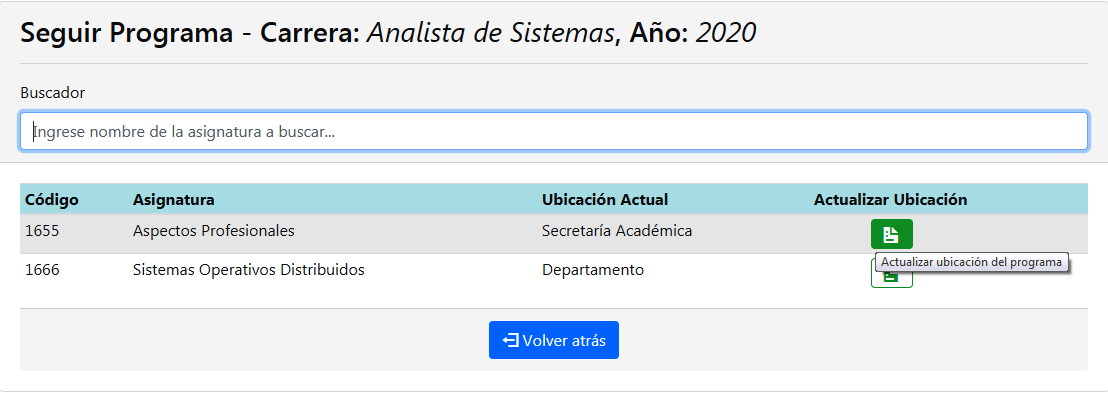 Seguir Programa - Carrera: Analista de Sistemas, Año: 2020
Buscador
Ingrese nombre de la asignatura a buscar...
Código Asignatura Ubicación Actual Actualizar Ubicación
1655 Aspectos Profesionales Secretaría Académica
Actualizar ubicación del programa
1666 Sistemas Operativos Distribuidos Departamento
Volver atrás